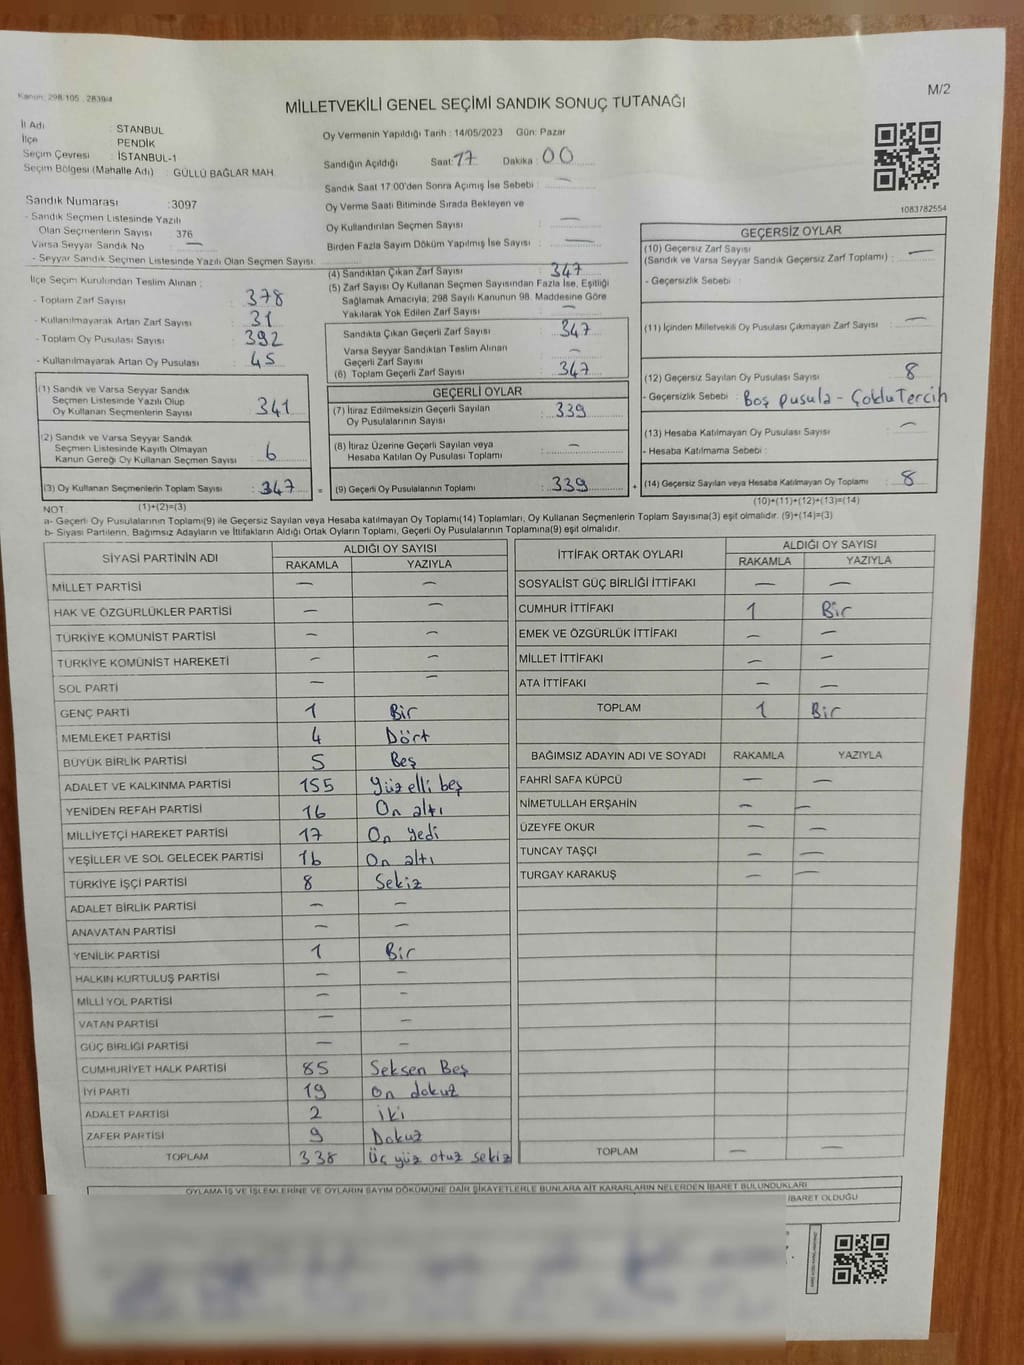 Kanun: 298.105 , 2839/4
M/2
MİLLETVEKİLİ GENEL SEÇİMİ SANDIK SONUÇ TUTANAĞI
İl Adı : STANBUL
İlçe PENDİK
Seçim Çevresi : İSTANBUL-1
Seçim Bölgesi (Mahalle Adı) : GÜLLÜ BAĞLAR MAH.
Oy Vermenin Yapıldığı Tarih : 14/05/2023 Gün: Pazar
Sandığın Açıldığı Saat: 17 Dakika : 00
Sandık Saat 17:00'den Sonra Açılmış İse Sebebi : —
Oy Verme Saati Bitiminde Sırada Bekleyen ve
Oy Kullandırılan Seçmen Sayısı : —
Birden Fazla Sayım Döküm Yapılmış İse Sayısı : —
1083782554
Sandık Numarası :3097
- Sandık Seçmen Listesinde Yazılı
Olan Seçmenlerin Sayısı : 376
Varsa Seyyar Sandık No —
- Seyyar Sandık Seçmen Listesinde Yazılı Olan Seçmen Sayısı:
İlçe Seçim Kurulundan Teslim Alınan :
- Toplam Zarf Sayısı : 378
- Kullanılmayarak Artan Zarf Sayısı : 31
- Toplam Oy Pusulası Sayısı : 392
- Kullanılmayarak Artan Oy Pusulası : 45
(1) Sandık ve Varsa Seyyar Sandık
Seçmen Listesinde Yazılı Olup
Oy Kullanan Seçmenlerin Sayısı : 341
(2) Sandık ve Varsa Seyyar Sandık
Seçmen Listesinde Kayıtlı Olmayan
Kanun Gereği Oy Kullanan Seçmen Sayısı : 6
(3) Oy Kullanan Seçmenlerin Toplam Sayısı : 347
(1)+(2)=(3)
(4) Sandıktan Çıkan Zarf Sayısı : 347
(5) Zarf Sayısı Oy Kullanan Seçmen Sayısından Fazla İse, Eşitliği
Sağlamak Amacıyla; 298 Sayılı Kanunun 98. Maddesine Göre
Yakılarak Yok Edilen Zarf Sayısı : —
Sandıkta Çıkan Geçerli Zarf Sayısı : 347
Varsa Seyyar Sandıktan Teslim Alınan
Geçerli Zarf Sayısı : —
(6) Toplam Geçerli Zarf Sayısı : 347
GEÇERLİ OYLAR
(7) İtiraz Edilmeksizin Geçerli Sayılan
Oy Pusulalarının Sayısı : 339
(8) İtiraz Üzerine Geçerli Sayılan veya
Hesaba Katılan Oy Pusulası Toplamı : —
= (9) Geçerli Oy Pusulalarının Toplamı : 339
GEÇERSİZ OYLAR
(10) Geçersiz Zarf Sayısı
(Sandık ve Varsa Seyyar Sandık Geçersiz Zarf Toplamı) : —
- Geçersizlik Sebebi :
(11) İçinden Milletvekili Oy Pusulası Çıkmayan Zarf Sayısı : —
(12) Geçersiz Sayılan Oy Pusulası Sayısı : 8
- Geçersizlik Sebebi : Boş pusula - Çoklu Tercih
(13) Hesaba Katılmayan Oy Pusulası Sayısı : —
- Hesaba Katılmama Sebebi :
+ (14) Geçersiz Sayılan veya Hesaba Katılmayan Oy Toplamı : 8
(10)+(11)+(12)+(13)=(14)
NOT:
a- Geçerli Oy Pusulalarının Toplamı(9) ile Geçersiz Sayılan veya Hesaba katılmayan Oy Toplamı(14) Toplamları, Oy Kullanan Seçmenlerin Toplam Sayısına(3) eşit olmalıdır. (9)+(14)=(3)
b- Siyasi Partilerin, Bağımsız Adayların ve İttifakların Aldığı Ortak Oyların Toplamı, Geçerli Oy Pusulalarının Toplamına(9) eşit olmalıdır.
SİYASİ PARTİNİN ADI ALDIĞI OY SAYISI
RAKAMLA YAZIYLA
MİLLET PARTİSİ — —
HAK VE ÖZGÜRLÜKLER PARTİSİ — —
TÜRKİYE KOMÜNİST PARTİSİ — —
TÜRKİYE KOMÜNİST HAREKETİ — —
SOL PARTİ — —
GENÇ PARTİ 1 Bir
MEMLEKET PARTİSİ 4 Dört
BÜYÜK BİRLİK PARTİSİ 5 Beş
ADALET VE KALKINMA PARTİSİ 155 Yüz elli beş
YENİDEN REFAH PARTİSİ 16 On altı
MİLLİYETÇİ HAREKET PARTİSİ 17 On yedi
YEŞİLLER VE SOL GELECEK PARTİSİ 16 On altı
TÜRKİYE İŞÇİ PARTİSİ 8 Sekiz
ADALET BİRLİK PARTİSİ — —
ANAVATAN PARTİSİ — —
YENİLİK PARTİSİ 1 Bir
HALKIN KURTULUŞ PARTİSİ — —
MİLLİ YOL PARTİSİ — —
VATAN PARTİSİ — —
GÜÇ BİRLİĞİ PARTİSİ — —
CUMHURİYET HALK PARTİSİ 85 Seksen Beş
İYİ PARTİ 19 On dokuz
ADALET PARTİSİ 2 İki
ZAFER PARTİSİ 9 Dokuz
TOPLAM 338 Üç yüz otuz sekiz
İTTİFAK ORTAK OYLARI ALDIĞI OY SAYISI
RAKAMLA YAZIYLA
SOSYALİST GÜÇ BİRLİĞİ İTTİFAKI — —
CUMHUR İTTİFAKI 1 Bir
EMEK VE ÖZGÜRLÜK İTTİFAKI — —
MİLLET İTTİFAKI — —
ATA İTTİFAKI — —
TOPLAM 1 Bir
BAĞIMSIZ ADAYIN ADI VE SOYADI RAKAMLA YAZIYLA
FAHRİ SAFA KÜPCÜ — —
NİMETULLAH ERŞAHİN — —
ÜZEYFE OKUR — —
TUNCAY TAŞÇI — —
TURGAY KARAKUŞ — —
TOPLAM — —
OYLAMA İŞ VE İŞLEMLERİNE VE OYLARIN SAYIM DÖKÜMÜNE DAİR ŞİKAYETLERLE BUNLARA AİT KARARLARIN NELERDEN İBARET BULUNDUKLARI
İBARET OLDUĞU